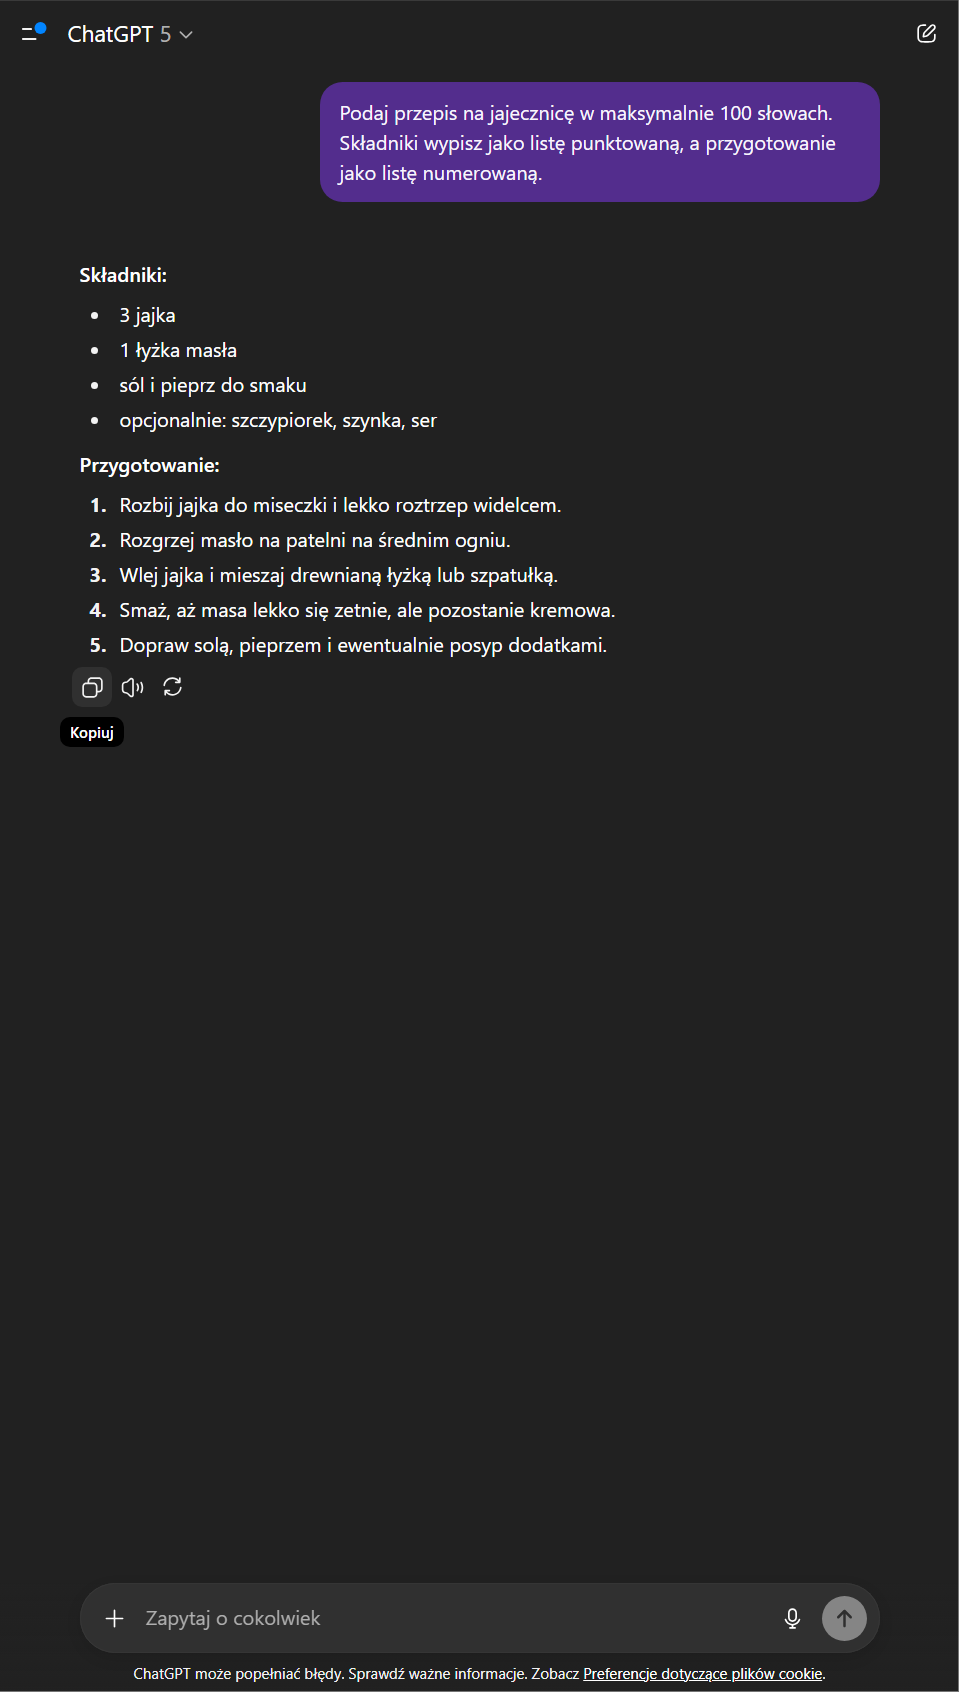 ChatGPT 5
Podaj przepis na jajecznicę w maksymalnie 100 słowach.
Składniki wypisz jako listę punktowaną, a przygotowanie
jako listę numerowaną.
Składniki:
• 3 jajka
• 1 łyżka masła
• sól i pieprz do smaku
• opcjonalnie: szczypiorek, szynka, ser
Przygotowanie:
1. Rozbij jajka do miseczki i lekko roztrzep widelcem.
2. Rozgrzej masło na patelni na średnim ogniu.
3. Wlej jajka i mieszaj drewnianą łyżką lub szpatułką.
4. Smaż, aż masa lekko się zetnie, ale pozostanie kremowa.
5. Dopraw solą, pieprzem i ewentualnie posyp dodatkami.
Kopiuj
Zapytaj o cokolwiek
ChatGPT może popełniać błędy. Sprawdź ważne informacje. Zobacz Preferencje dotyczące plików cookie.